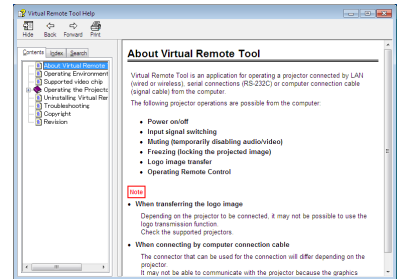 Virtual Remote Tool Help
Hide Back Forward Print
Contents Index Search
About Virtual Remote
Operating Environment
Supported video chip
Operating the Projecto
Uninstalling Virtual Rer
Troubleshooting
Copyright
Revision
About Virtual Remote Tool
Virtual Remote Tool is an application for operating a projector connected by LAN
(wired or wireless), serial connections (RS-232C) or computer connection cable
(signal cable) from the computer.
The following projector operations are possible from the computer.
• Power on/off
• Input signal switching
• Muting (temporarily disabling audio/video)
• Freezing (locking the projected image)
• Logo image transfer
• Operating Remote Control
Note
• When transferring the logo image
Depending on the projector to be connected, it may not be possible to use the
logo transmission function.
Check the supported projectors.
• When connecting by computer connection cable
The connector that can be used for the connection will differ depending on the
projector.
It may not be able to communicate with the projector because the graphics